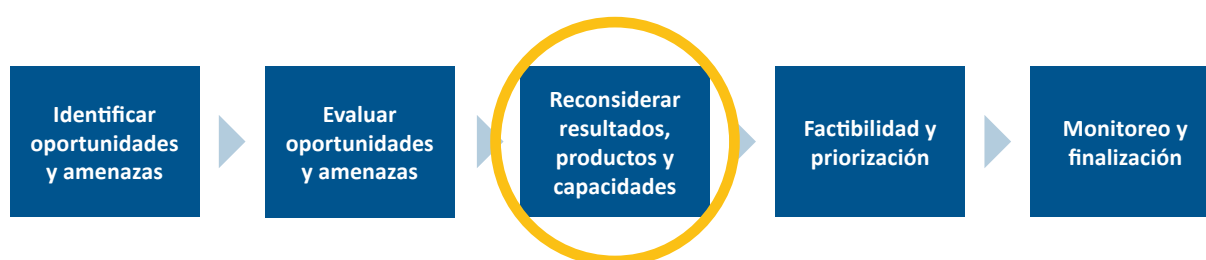 Identificar
oportunidades
y amenazas
Evaluar
oportunidades
y amenazas
Reconsiderar
resultados,
productos y
capacidades
Factibilidad y
priorización
Monitoreo y
finalización